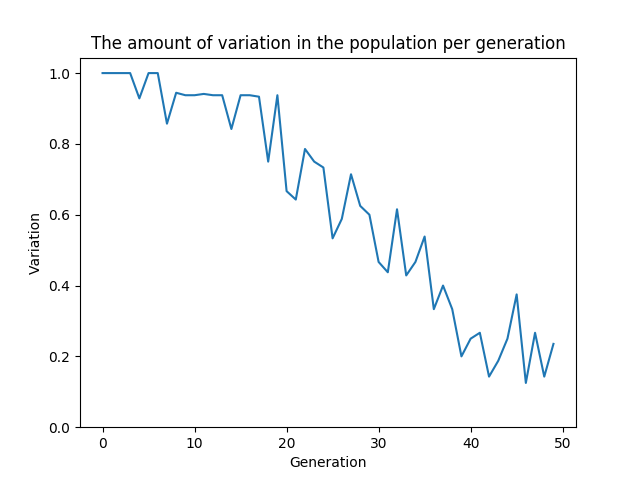 The amount of variation in the population per generation
1.0
0.8
0.6
0.4
0.2
0.0
Variation
0 10 20 30 40 50
Generation